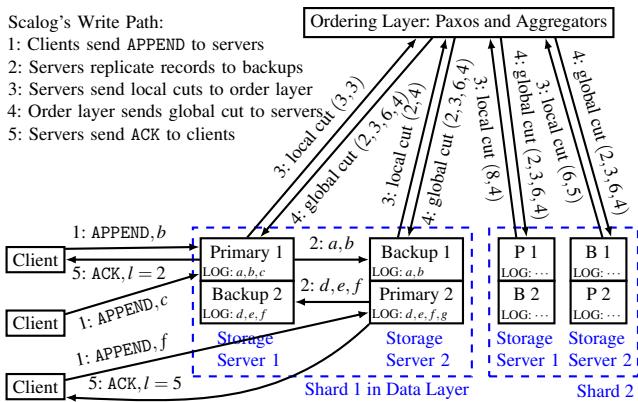 Scalog's Write Path:
1: Clients send APPEND to servers
2: Servers replicate records to backups
3: Servers send local cuts to order layer
4: Order layer sends global cut to servers
5: Servers send ACK to clients
Ordering Layer: Paxos and Aggregators
3: local cut (3,3)
4: global cut (2,3,6,4)
3: local cut (2,4)
4: global cut (2,3,6,4)
3: local cut (8,4)
4: global cut (2,3,6,4)
3: local cut (6,5)
4: global cut (2,3,6,4)
Client
1: APPEND,b
5: ACK,l = 2
Client
1: APPEND,c
Client
1: APPEND,f
5: ACK,l = 5
Primary 1
LOG: a,b,c
Backup 2
LOG: d,e,f
Storage
Server 1
2: a,b
2: d,e,f
Backup 1
LOG: a,b
Primary 2
LOG: d,e,f,g
Storage
Server 2
Shard 1 in Data Layer
P 1
LOG: ···
B 2
LOG: ···
Storage
Server 1
B 1
LOG: ···
P 2
LOG: ···
Storage
Server 2
Shard 2